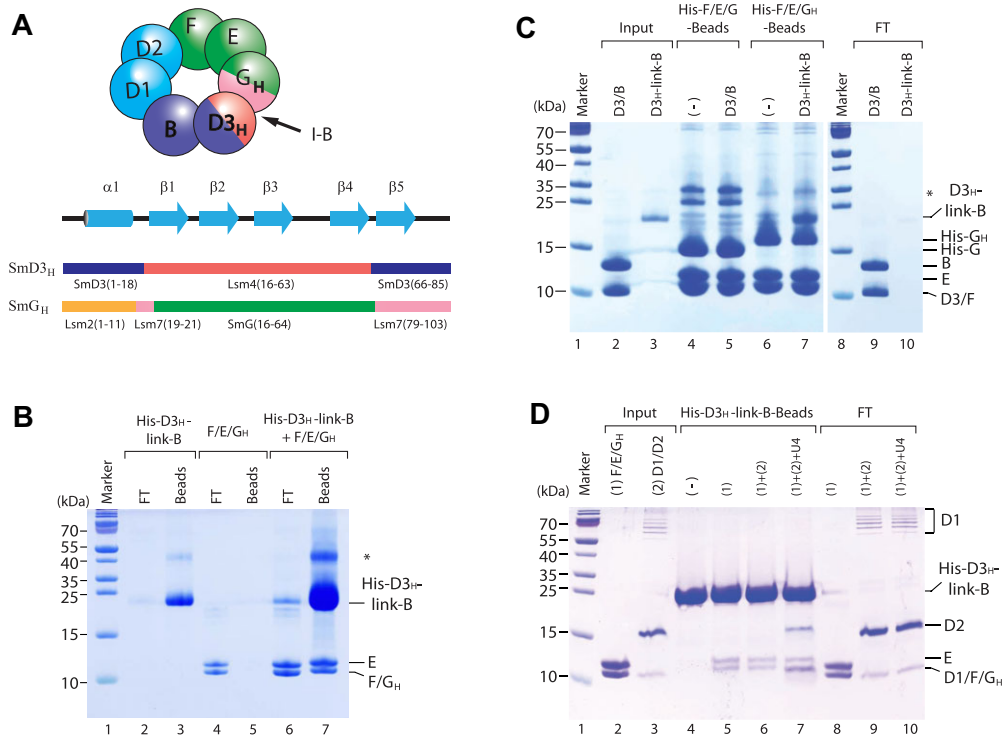 A
F
E
D2
D1
G H
B
D3 H
I-B
α1 β1 β2 β3 β4 β5
SmD3H
SmD3(1-18) Lsm4(16-63) SmD3(66-85)
SmGH
Lsm2(1-11) Lsm7(19-21) SmG(16-64) Lsm7(79-103)
B
His-D3H-link-B
F/E/GH
His-D3H-link-B + F/E/GH
(kDa)
Marker
FT
Beads
FT
Beads
FT
Beads
70
55
40
35
25
15
10
*
His-D3H-link-B
E
F/GH
1 2 3 4 5 6 7
C
Input
His-F/E/G-Beads
His-F/E/GH-Beads
FT
(kDa)
Marker
D3/B
D3H-link-B
(-)
D3/B
(-)
D3H-link-B
Marker
D3/B
D3H-link-B
70
55
40
35
25
15
10
*
D3H-link-B
His-GH
His-G
B
E
D3/F
1 2 3 4 5 6 7 8 9 10
D
Input
His-D3H-link-B-Beads
FT
(kDa)
Marker
(1) F/E/GH
(2) D1/D2
(-)
(1)
(1)+(2)
(1)+(2)+U4
(1)
(1)+(2)
(1)+(2)+U4
70
55
40
35
25
15
10
D1
His-D3H-link-B
D2
E
D1/F/GH
1 2 3 4 5 6 7 8 9 10